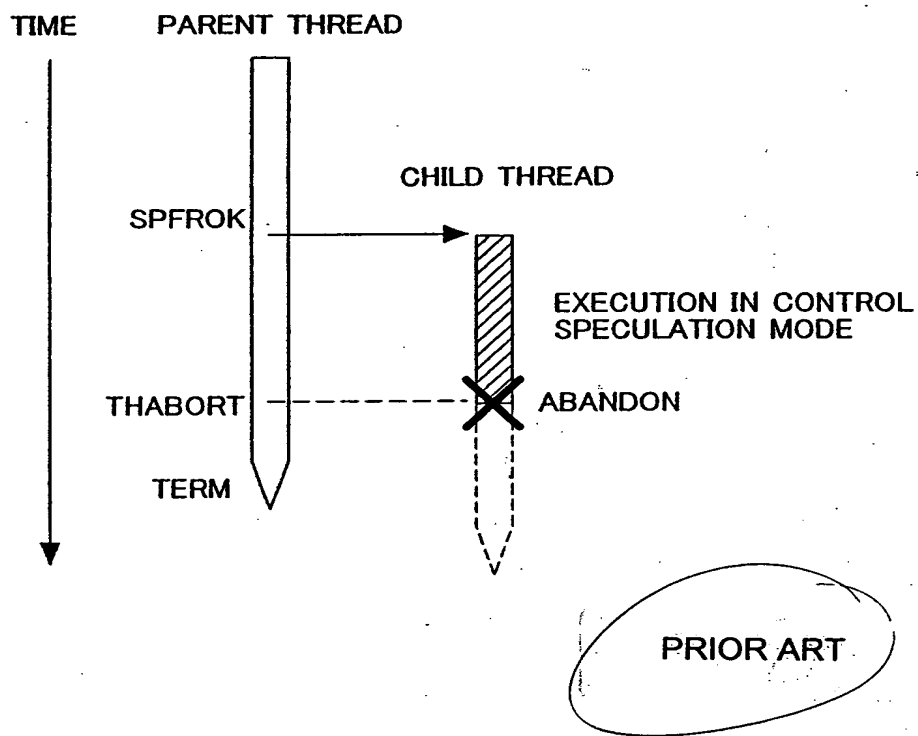 TIME
PARENT THREAD
CHILD THREAD
SPFROK
EXECUTION IN CONTROL
SPECULATION MODE
THABORT
ABANDON
TERM
PRIOR ART